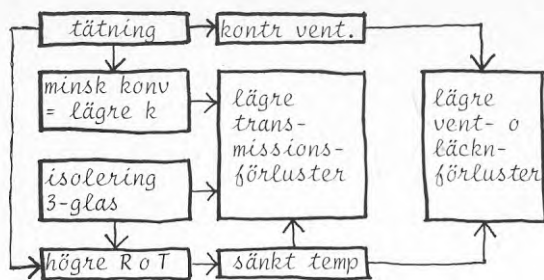 tätning
kontr vent.
minsk konv
= lägre k
lägre
trans-
missions-
förluster
lägre
vent- o
läckn-
förluster
isolering
3-glas
högre R o T
sänkt temp